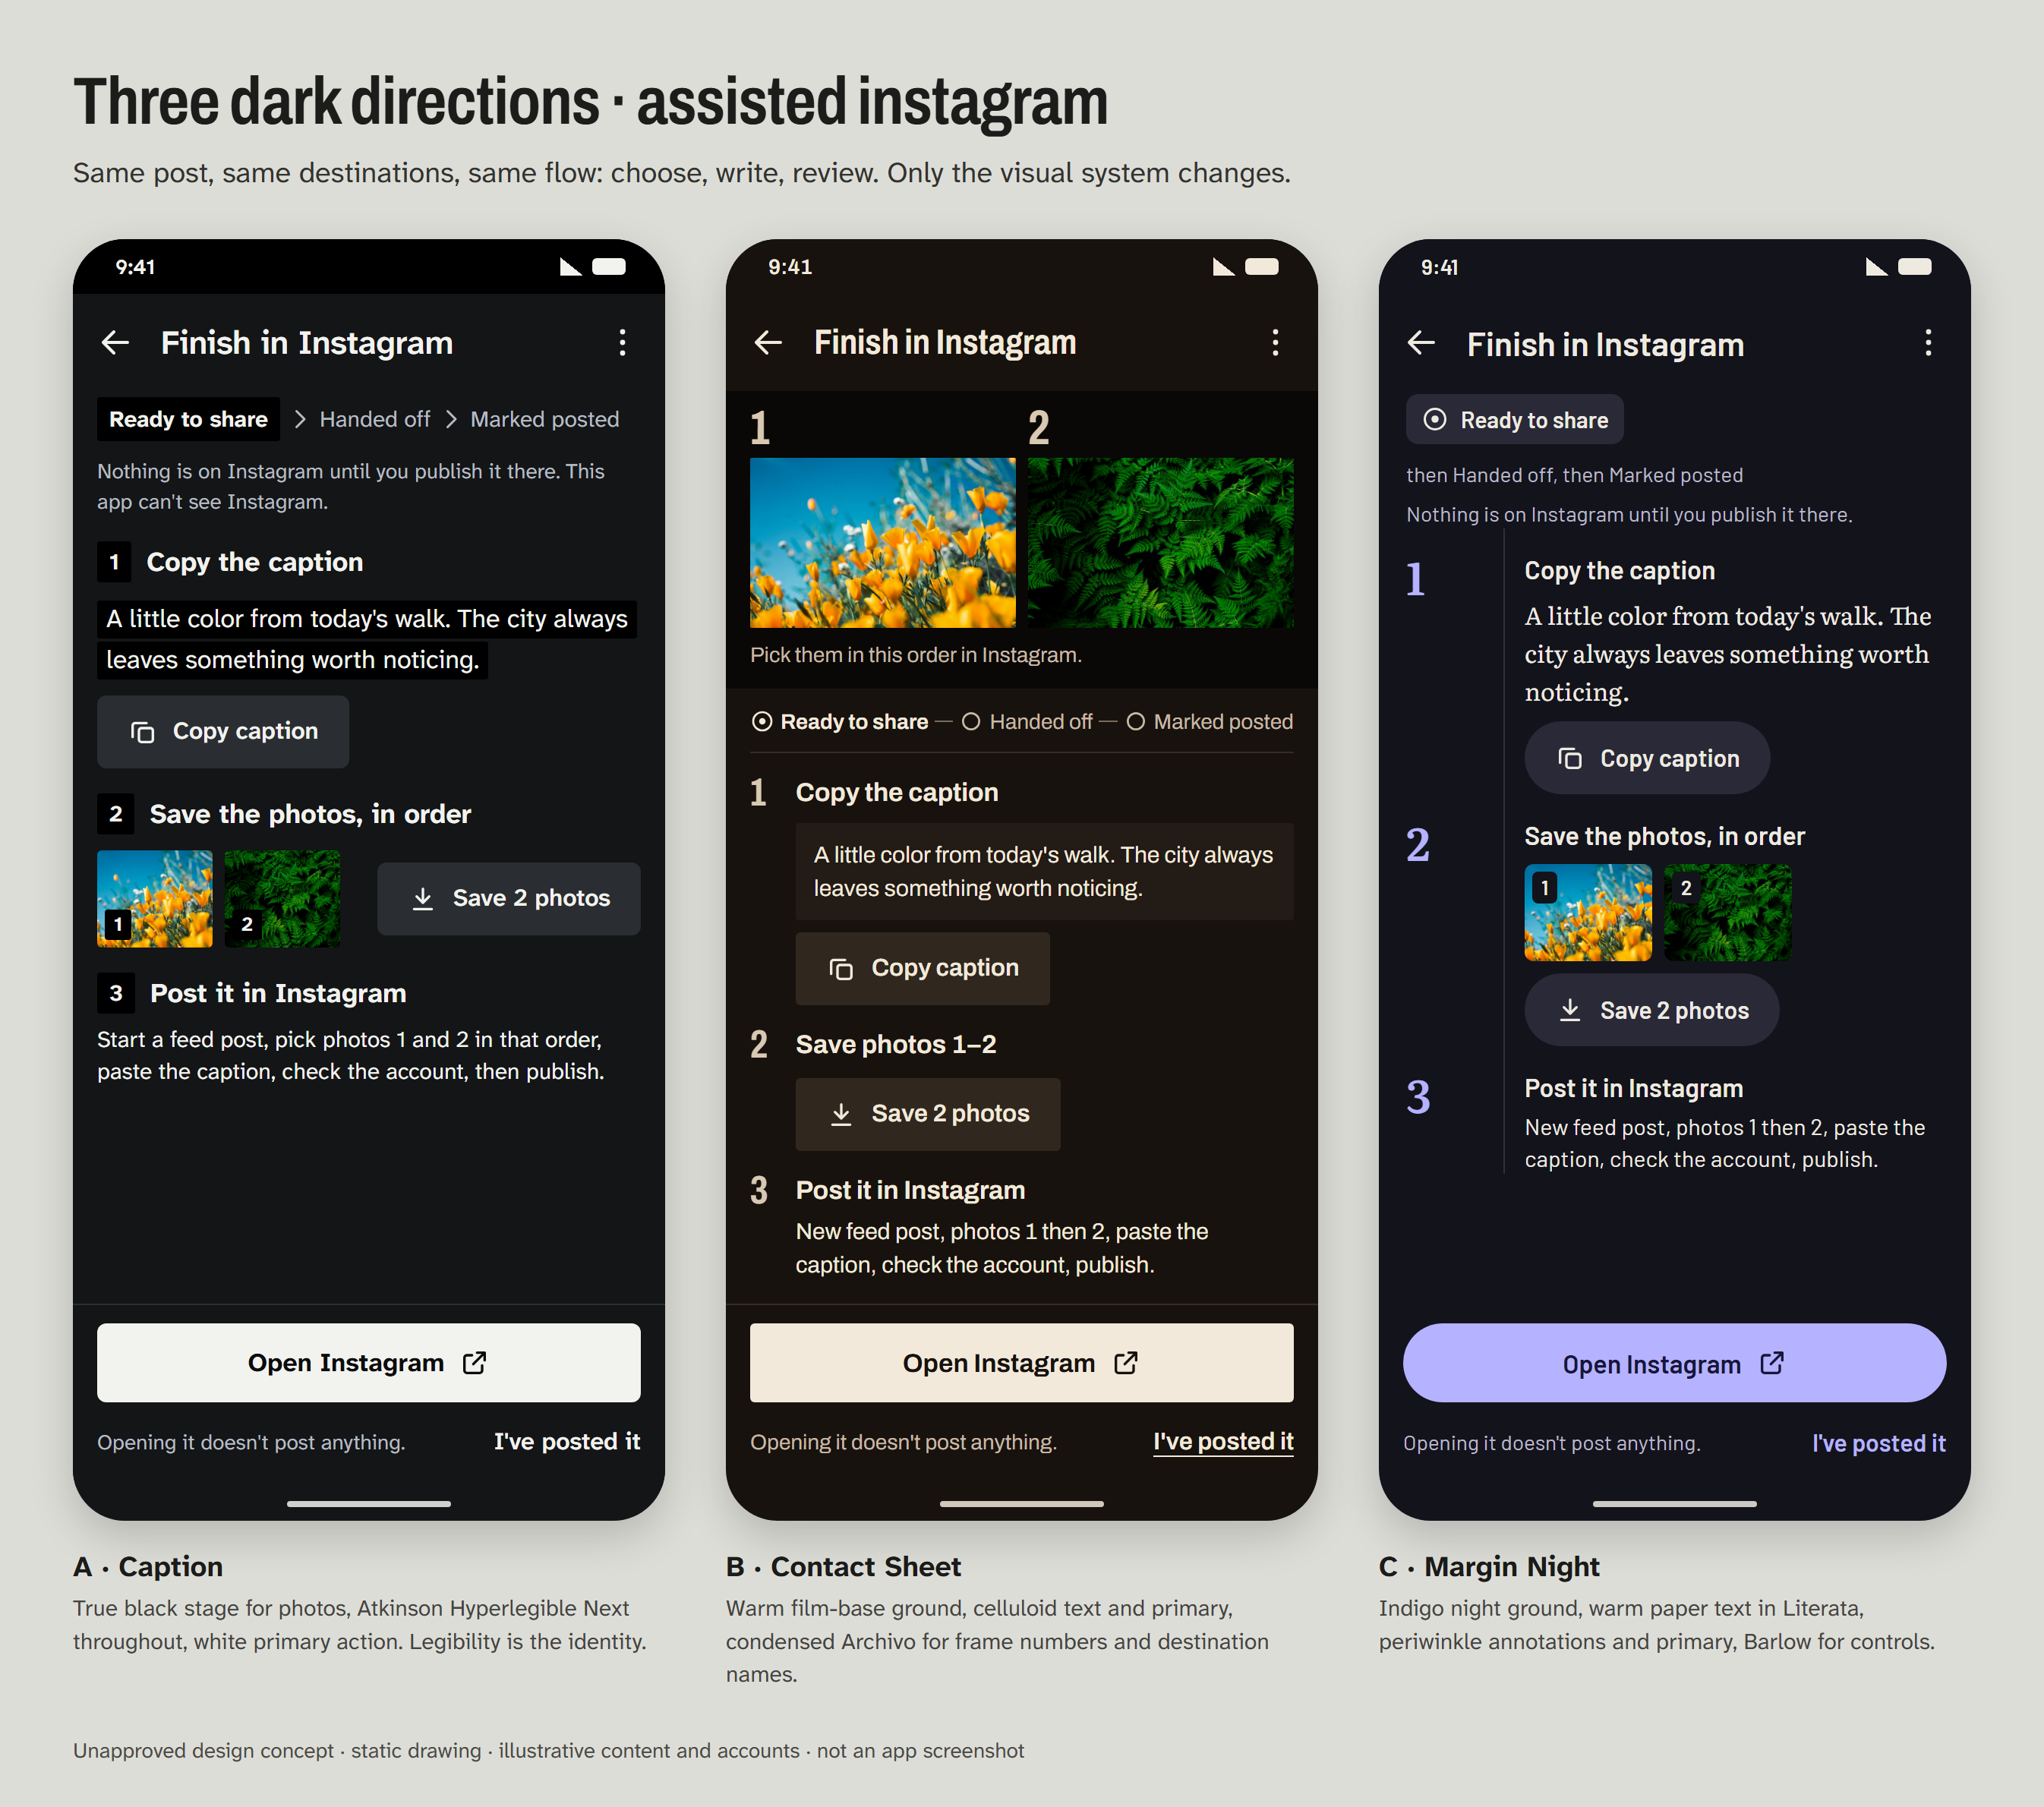 Three dark directions · assisted instagram
Same post, same destinations, same flow: choose, write, review. Only the visual system changes.
9:41
Finish in Instagram
Ready to share
Handed off
Marked posted
Nothing is on Instagram until you publish it there. This
app can't see Instagram.
1
Copy the caption
A little color from today's walk. The city always
leaves something worth noticing.
Copy caption
2
Save the photos, in order
1
2
Save 2 photos
3
Post it in Instagram
Start a feed post, pick photos 1 and 2 in that order,
paste the caption, check the account, then publish.
Open Instagram
Opening it doesn't post anything.
I've posted it
A · Caption
True black stage for photos, Atkinson Hyperlegible Next
throughout, white primary action. Legibility is the identity.
9:41
Finish in Instagram
1
2
Pick them in this order in Instagram.
Ready to share
Handed off
Marked posted
1
Copy the caption
A little color from today's walk. The city always
leaves something worth noticing.
Copy caption
2
Save photos 1–2
Save 2 photos
3
Post it in Instagram
New feed post, photos 1 then 2, paste the
caption, check the account, publish.
Open Instagram
Opening it doesn't post anything.
I've posted it
B · Contact Sheet
Warm film-base ground, celluloid text and primary,
condensed Archivo for frame numbers and destination
names.
9:41
Finish in Instagram
Ready to share
then Handed off, then Marked posted
Nothing is on Instagram until you publish it there.
1
Copy the caption
A little color from today's walk. The
city always leaves something worth
noticing.
Copy caption
2
Save the photos, in order
1
2
Save 2 photos
3
Post it in Instagram
New feed post, photos 1 then 2, paste the
caption, check the account, publish.
Open Instagram
Opening it doesn't post anything.
I've posted it
C · Margin Night
Indigo night ground, warm paper text in Literata,
periwinkle annotations and primary, Barlow for controls.
Unapproved design concept · static drawing · illustrative content and accounts · not an app screenshot